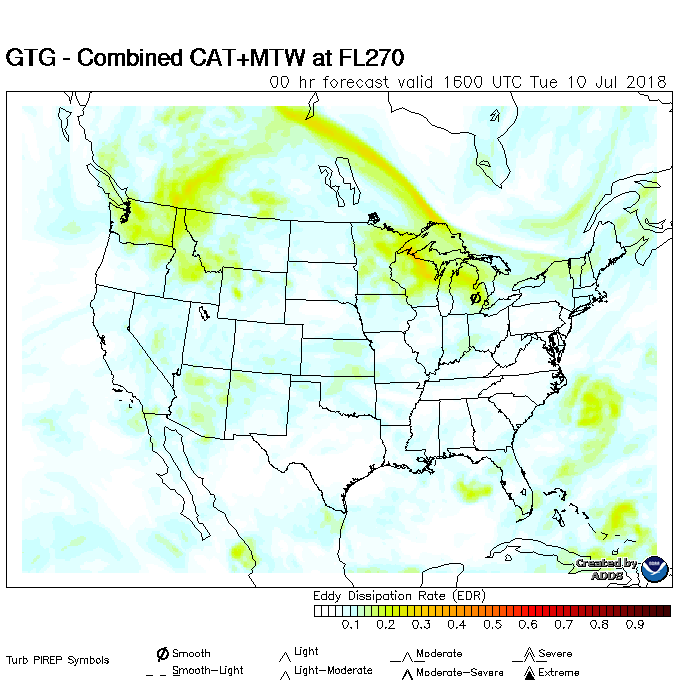 GTG - Combined CAT+MTW at FL270
00 hr forecast valid 1600 UTC Tue 10 Jul 2018
Created by
ADDS
Eddy Dissipation Rate (EDR)
0.1 0.2 0.3 0.4 0.5 0.6 0.7 0.8 0.9
Turb PIREP Symbols
Smooth Light Moderate Severe
Smooth-Light Light-Moderate Moderate-Severe Extreme